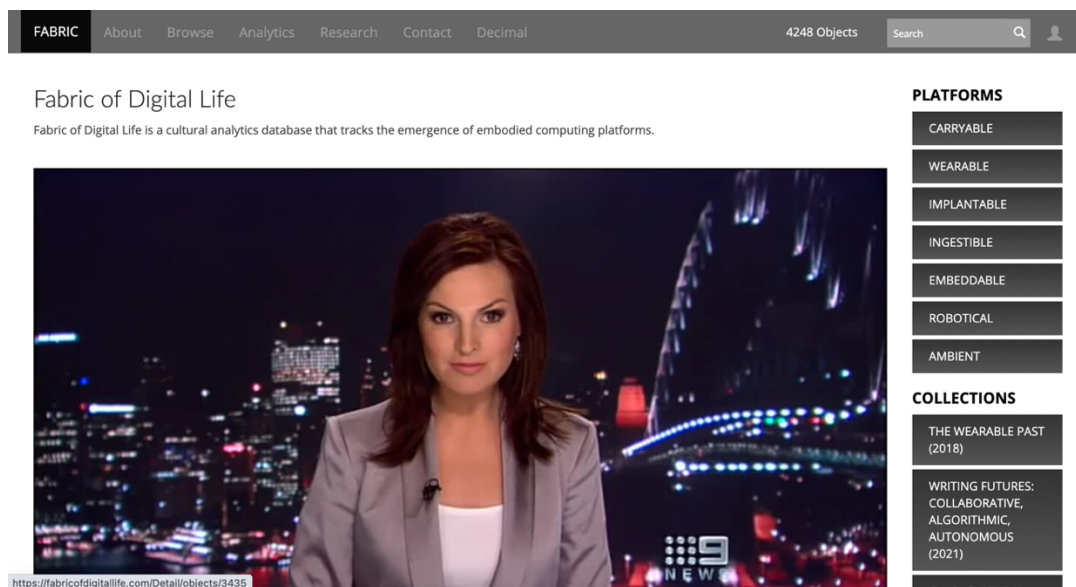 FABRIC About Browse Analytics Research Contact Decimal 4248 Objects Search
Fabric of Digital Life
Fabric of Digital Life is a cultural analytics database that tracks the emergence of embodied computing platforms.
9
NEWS
PLATFORMS
CARRYABLE
WEARABLE
IMPLANTABLE
INGESTIBLE
EMBEDDABLE
ROBOTICAL
AMBIENT
COLLECTIONS
THE WEARABLE PAST
(2018)
WRITING FUTURES:
COLLABORATIVE,
ALGORITHMIC,
AUTONOMOUS
(2021)
https://fabricofdigitallife.com/Detail/objects/3435